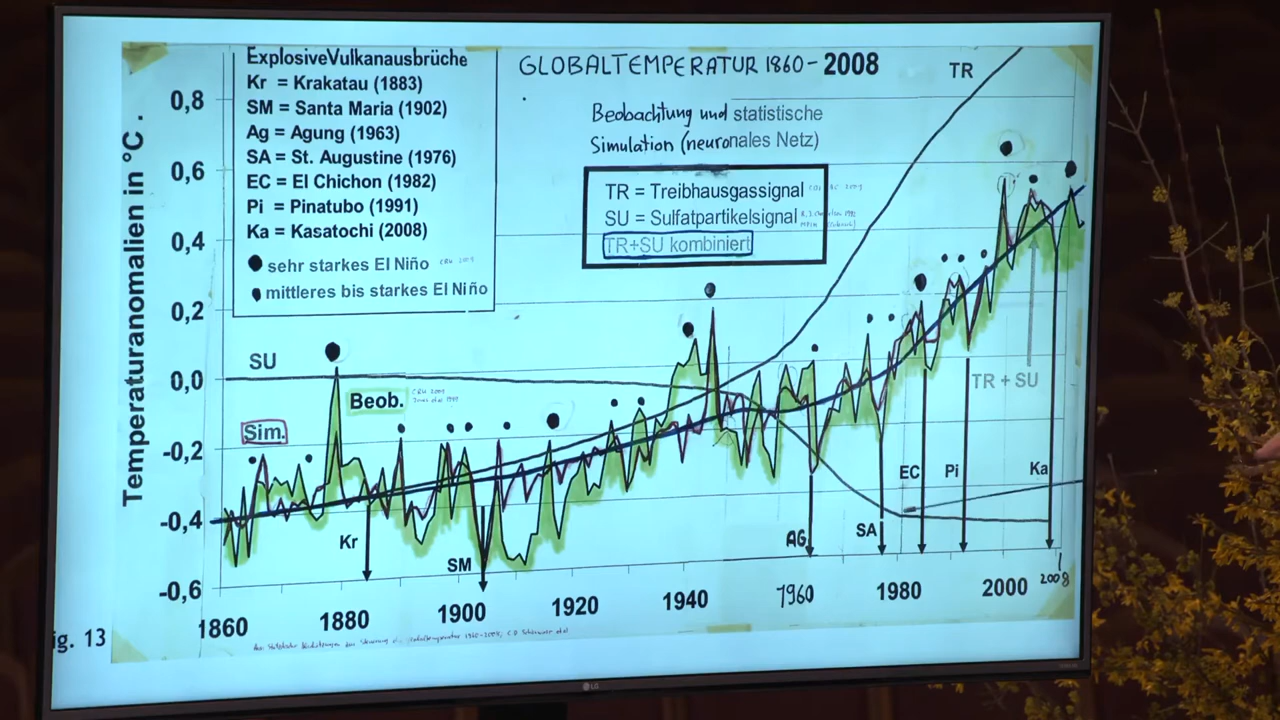 GLOBALTEMPERATUR 1860-2008
Beobachtung und statistische
Simulation (neuronales Netz)
ExplosiveVulkanausbrüche
Kr = Krakatau (1883)
SM = Santa Maria (1902)
Ag = Agung (1963)
SA = St. Augustine (1976)
EC = El Chichon (1982)
Pi = Pinatubo (1991)
Ka = Kasatochi (2008)
sehr starkes El Niño
mittleres bis starkes El Niño
TR = Treibhausgassignal
SU = Sulfatpartikelsignal
TR+SU kombiniert
TR
Temperaturanomalien in °C.
0,8
0,6
0,4
0,2
0,0
-0,2
-0,4
-0,6
SU
Beob.
Sim.
TR + SU
Kr
SM
AG
SA
EC
Pi
Ka
1860
1880
1900
1920
1940
1960
1980
2000
2008
ig. 13
LG